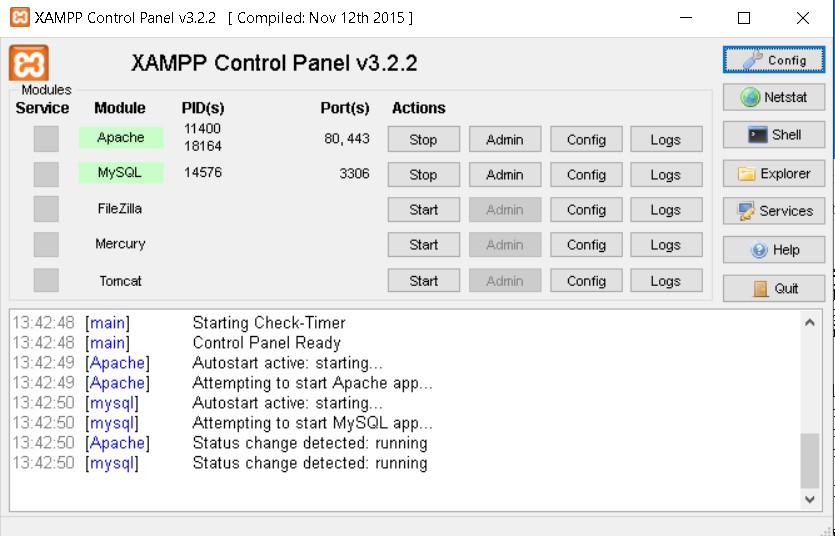 XAMPP Control Panel v3.2.2 [ Compiled: Nov 12th 2015 ]
XAMPP Control Panel v3.2.2
Config
Modules
Service Module PID(s) Port(s) Actions
Netstat
Apache 11400 18164 80, 443 Stop Admin Config Logs
Shell
MySQL 14576 3306 Stop Admin Config Logs
Explorer
FileZilla Start Admin Config Logs
Services
Mercury Start Admin Config Logs
Help
Tomcat Start Admin Config Logs
Quit
13:42:48 [main] Starting Check-Timer
13:42:48 [main] Control Panel Ready
13:42:49 [Apache] Autostart active: starting...
13:42:49 [Apache] Attempting to start Apache app...
13:42:50 [mysql] Autostart active: starting...
13:42:50 [mysql] Attempting to start MySQL app...
13:42:50 [Apache] Status change detected: running
13:42:50 [mysql] Status change detected: running